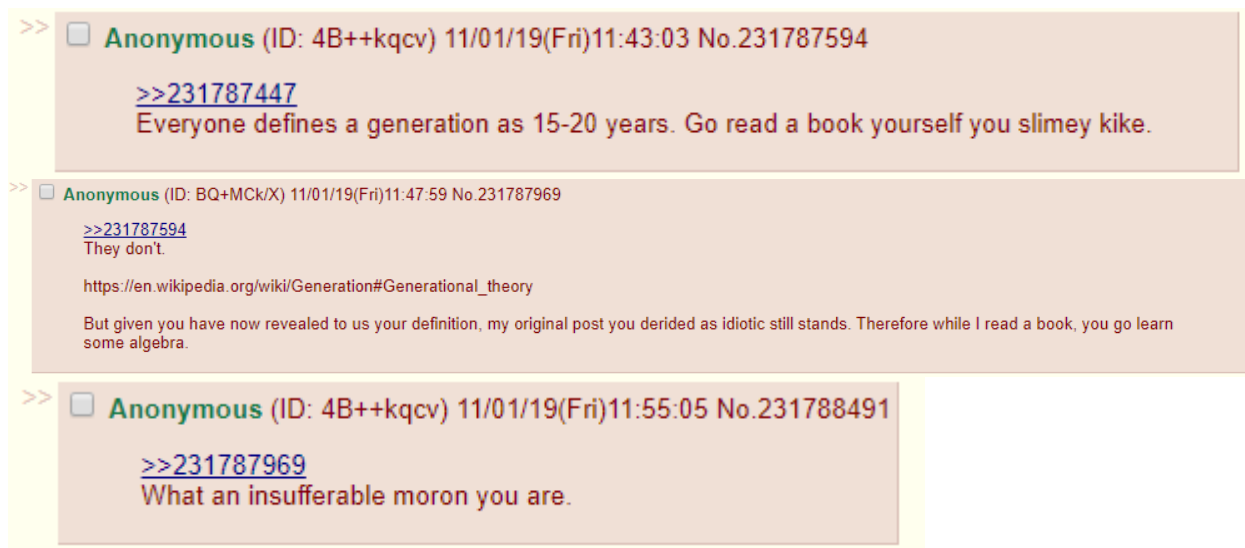 >> Anonymous (ID: 4B++kqcv) 11/01/19(Fri)11:43:03 No.231787594
>>231787447
Everyone defines a generation as 15-20 years. Go read a book yourself you slimey kike.
>> Anonymous (ID: BQ+MCk/X) 11/01/19(Fri)11:47:59 No.231787969
>>231787594
They don't.
https://en.wikipedia.org/wiki/Generation#Generational_theory
But given you have now revealed to us your definition, my original post you derided as idiotic still stands. Therefore while I read a book, you go learn
some algebra.
>> Anonymous (ID: 4B++kqcv) 11/01/19(Fri)11:55:05 No.231788491
>>231787969
What an insufferable moron you are.